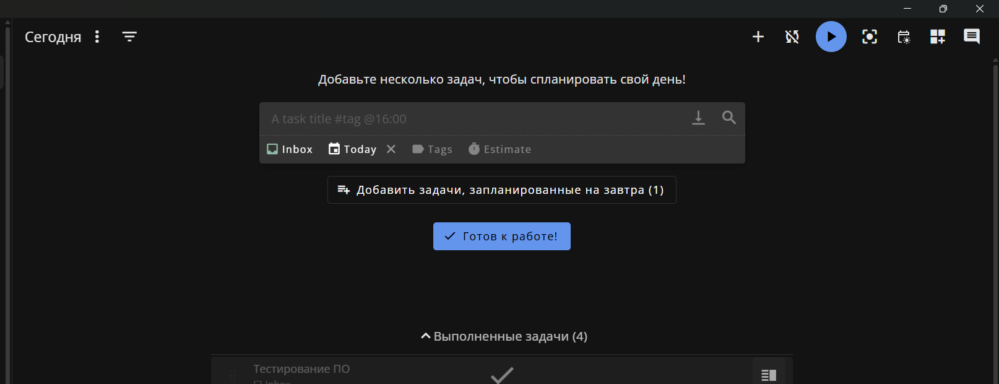 Сегодня
Добавьте несколько задач, чтобы спланировать свой день!
A task title #tag @16:00
Inbox Today Tags Estimate
Добавить задачи, запланированные на завтра (1)
Готов к работе!
Выполненные задачи (4)
Тестирование ПО
Inbox